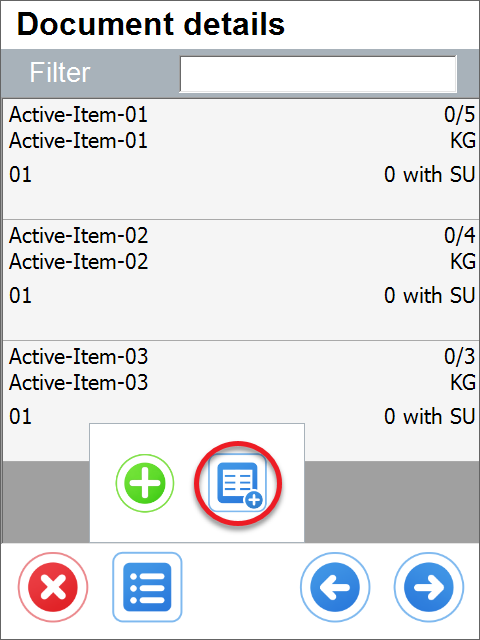 Document details
Filter
Active-Item-01 0/5
Active-Item-01 KG
01 0 with SU
Active-Item-02 0/4
Active-Item-02 KG
01 0 with SU
Active-Item-03 0/3
Active-Item-03 KG
01 0 with SU